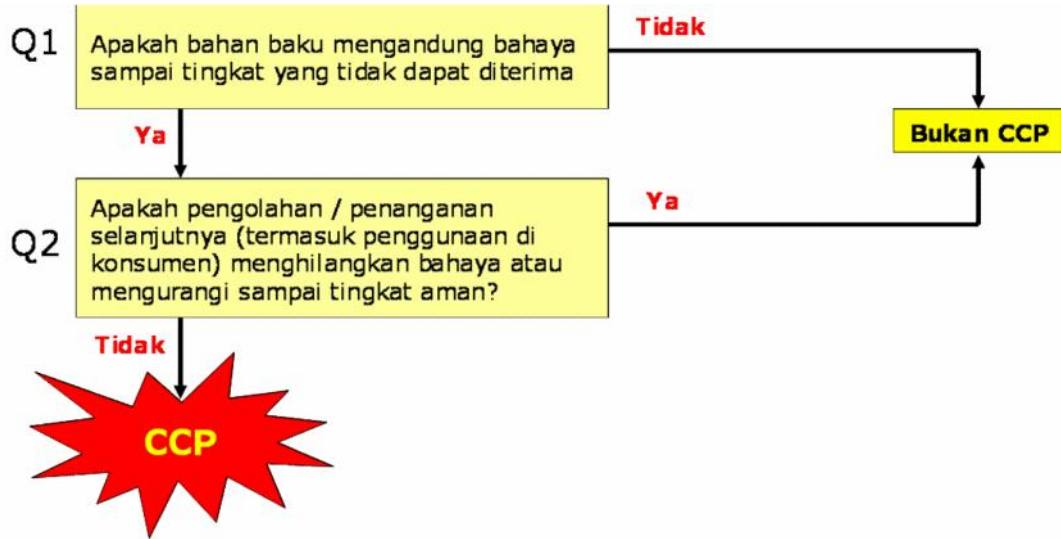 Q1
Apakah bahan baku mengandung bahaya
sampai tingkat yang tidak dapat diterima
Tidak
Ya
Bukan CCP
Q2
Apakah pengolahan / penanganan
selanjutnya (termasuk penggunaan di
konsumen) menghilangkan bahaya atau
mengurangi sampai tingkat aman?
Ya
Tidak
CCP